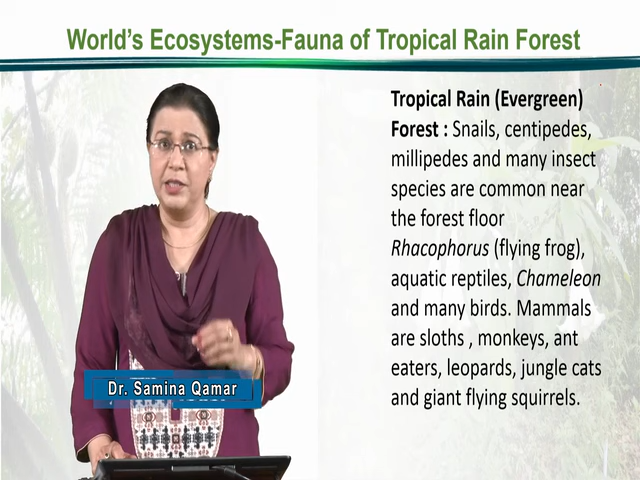 World's Ecosystems-Fauna of Tropical Rain Forest
Tropical Rain (Evergreen)
Forest : Snails, centipedes,
millipedes and many insect
species are common near
the forest floor
Rhacophorus (flying frog),
aquatic reptiles, Chameleon
and many birds. Mammals
are sloths , monkeys, ant
eaters, leopards, jungle cats
and giant flying squirrels.
Dr. Samina Qamar